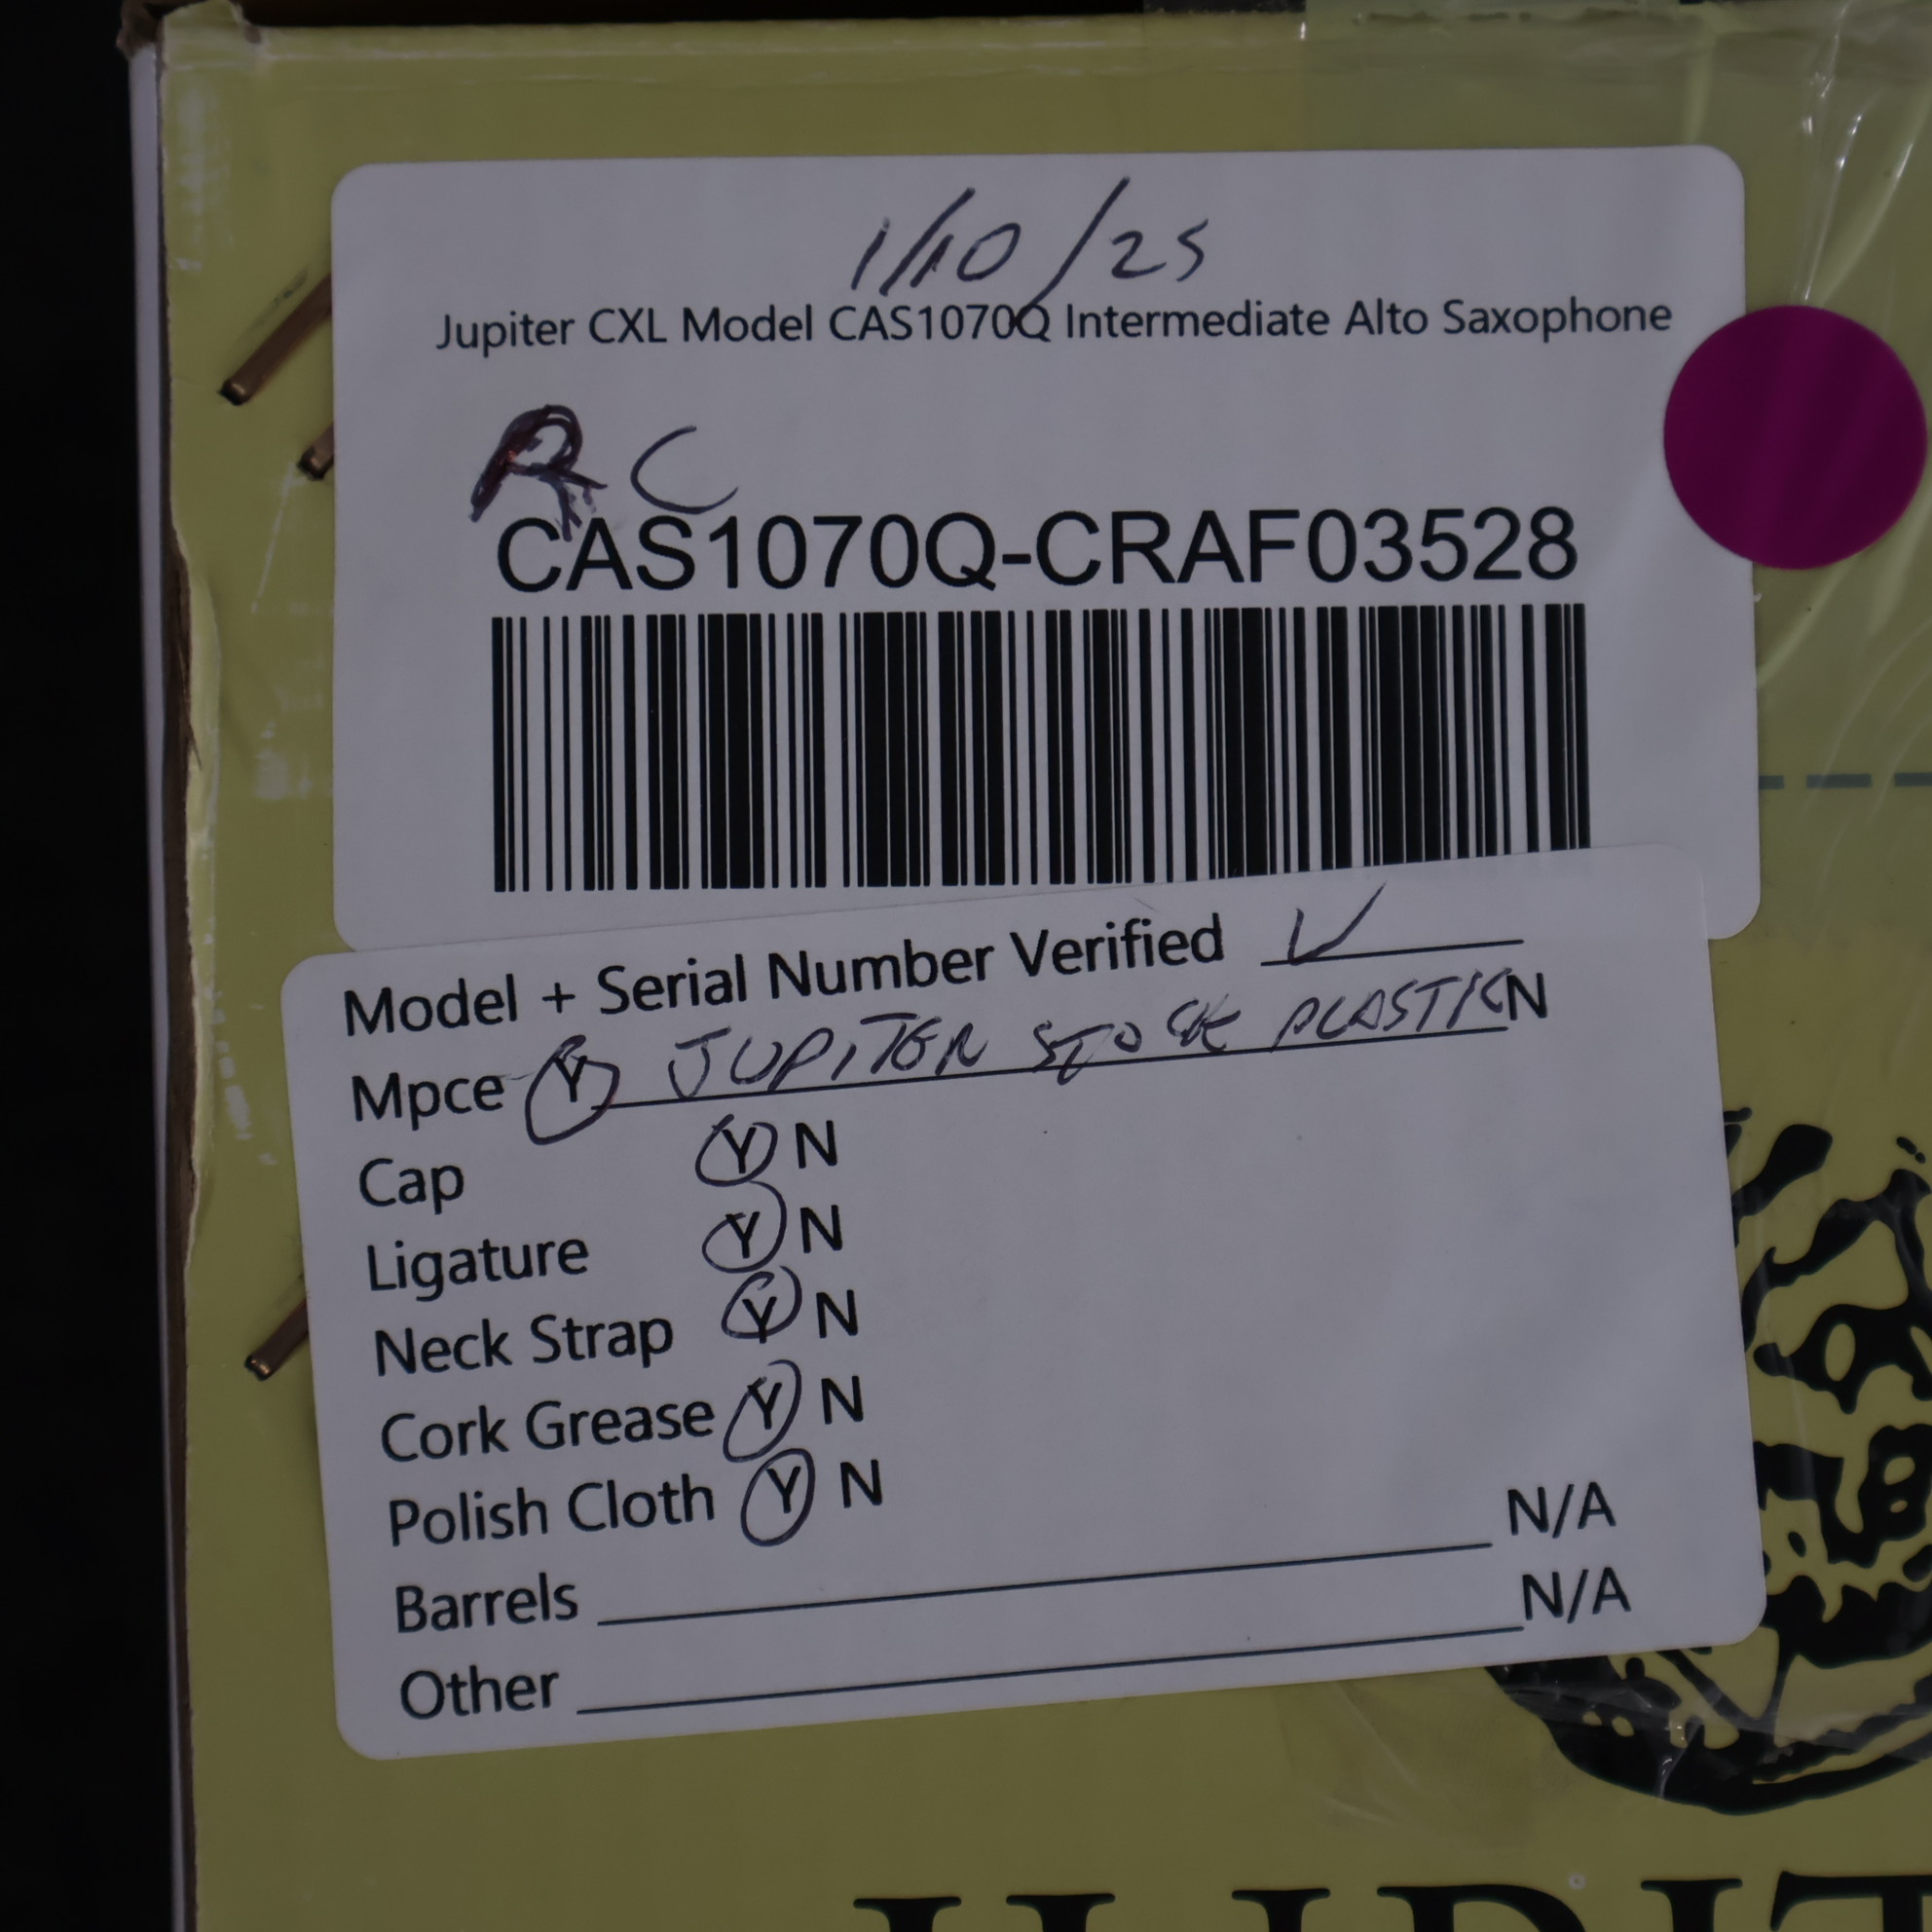 1/10/25
Jupiter CXL Model CAS1070Q Intermediate Alto Saxophone
RC
CAS1070Q-CRAF03528
Model + Serial Number Verified ✓
Mpce Y JUPITER STOCK PLASTIC N
Cap Y N
Ligature Y N
Neck Strap Y N
Cork Grease Y N
Polish Cloth Y N
Barrels N/A
Other N/A